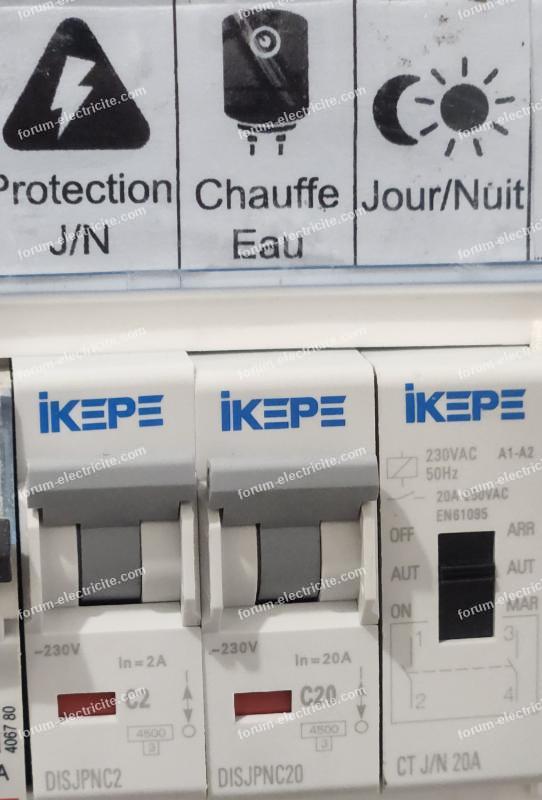 Protection
J/N
Chauffe
Eau
Jour/Nuit
iKEPE
iKEPE
iKEPE
230VAC A1-A2
50Hz
20A 250VAC
EN61095
OFF ARR
AUT AUT
ON MAR
1 3
2 4
CT J/N 20A
~230V
In=2A
C2
4500
3
DISJPNC2
~230V
In=20A
C20
4500
3
DISJPNC20
A
4067 80
forum-electricite.com